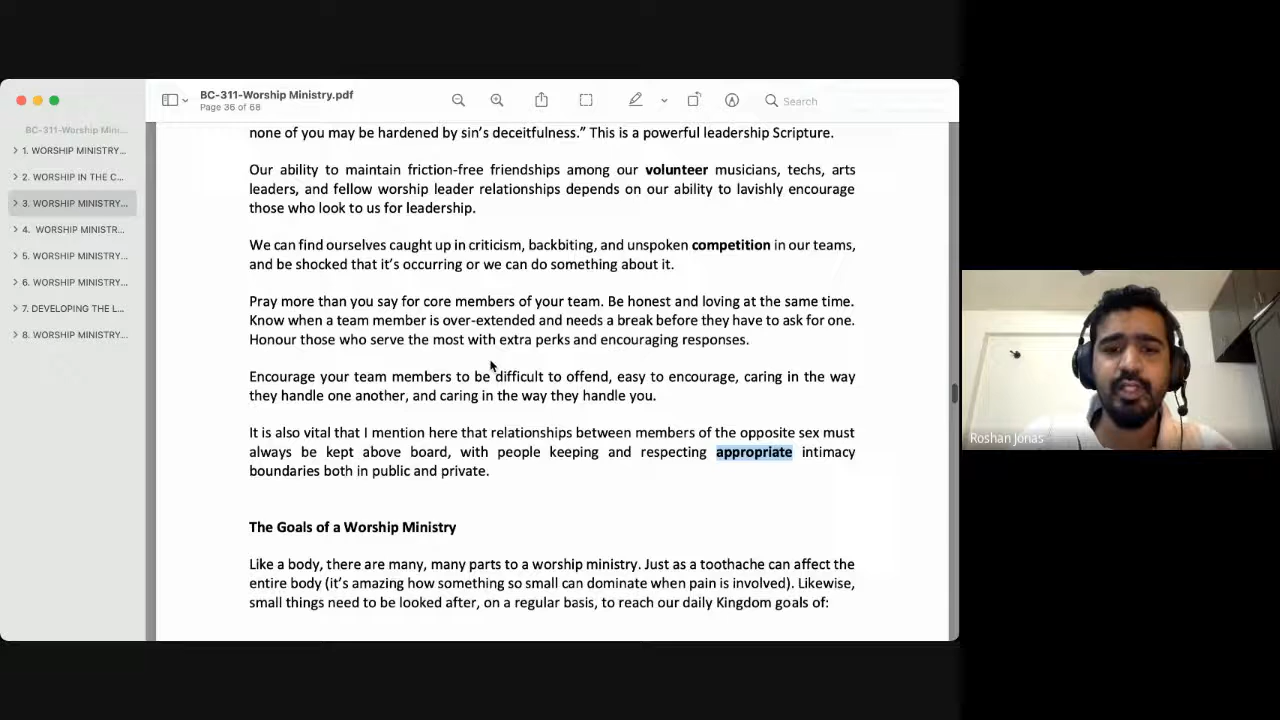 BC-311-Worship Ministry.pdf
Page 36 of 68
Search
BC-311-Worship Mini...
1. WORSHIP MINISTRY...
2. WORSHIP IN THE C...
3. WORSHIP MINISTRY...
4. WORSHIP MINISTR...
5. WORSHIP MINISTRY...
6. WORSHIP MINISTRY...
7. DEVELOPING THE L...
8. WORSHIP MINISTRY...
none of you may be hardened by sin's deceitfulness.” This is a powerful leadership Scripture.
Our ability to maintain friction-free friendships among our volunteer musicians, techs, arts
leaders, and fellow worship leader relationships depends on our ability to lavishly encourage
those who look to us for leadership.
We can find ourselves caught up in criticism, backbiting, and unspoken competition in our teams,
and be shocked that it's occurring or we can do something about it.
Pray more than you say for core members of your team. Be honest and loving at the same time.
Know when a team member is over-extended and needs a break before they have to ask for one.
Honour those who serve the most with extra perks and encouraging responses.
Encourage your team members to be difficult to offend, easy to encourage, caring in the way
they handle one another, and caring in the way they handle you.
It is also vital that I mention here that relationships between members of the opposite sex must
always be kept above board, with people keeping and respecting appropriate intimacy
boundaries both in public and private.
The Goals of a Worship Ministry
Like a body, there are many, many parts to a worship ministry. Just as a toothache can affect the
entire body (it's amazing how something so small can dominate when pain is involved). Likewise,
small things need to be looked after, on a regular basis, to reach our daily Kingdom goals of:
Roshan Jonas